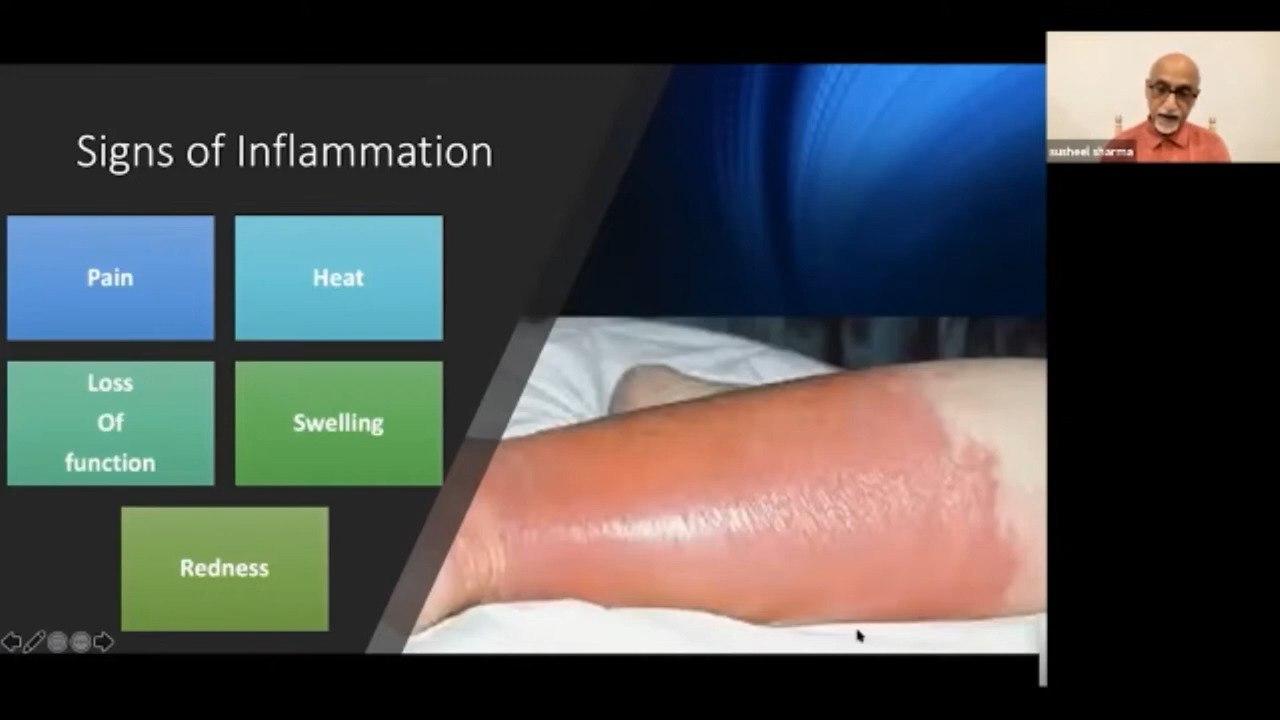 Signs of Inflammation
Pain
Heat
Loss
Of
function
Swelling
Redness
susheel sharma